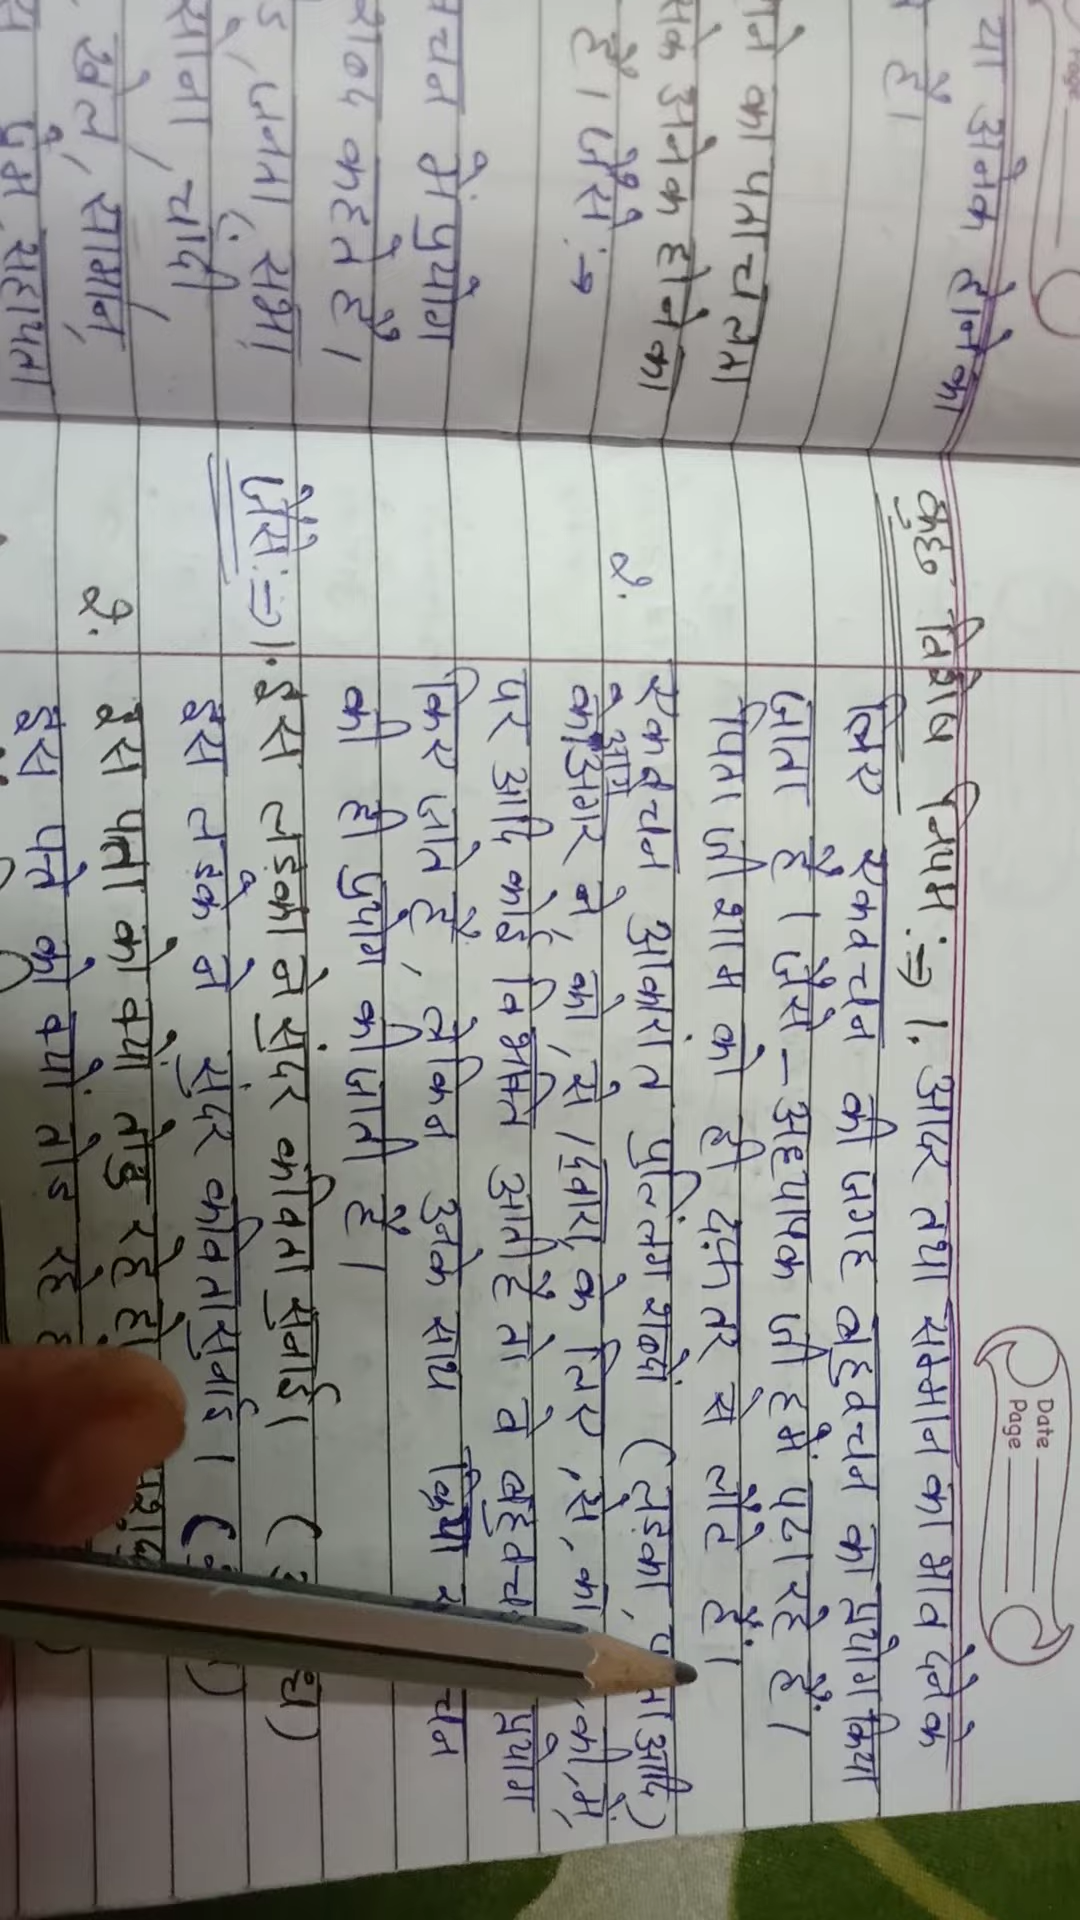 Page
या अनेक होने का
हैं।
ने का पता चलता
अनेक होने का
हैं। जैसे :→
वचन में प्रयोग
शब्द कहते हैं।
जनता, सभा
सोना, चांदी
खेल, सामान,
प्रेम, सहायता
Date
Page
कुछ विशेष नियम :⇒ 1. आदर तथा सम्मान का भाव देने के
लिए एकवचन की जगह बहुवचन का प्रयोग किया
जाता है। जैसे – अध्यापक जी हमें पढा रहे हैं।
पिता जी शाम को ही दफ्तर से लौटे हैं।
2. एकवचन आकारांत पुल्लिंग शब्दों (लड़का, आदि)
के आगे
का अगर ने, को, से / द्वारा, के लिए, से, का, की, में,
पर आदि कोई विभक्ति आती है तो वे प्रयोग
किए जाते हैं, लेकिन उनके साथ क्रिया
की ही प्रयोग की जाती है।
जैसे :⇒ 1. इस लड़का ने सुंदर कविता सुनाई।
इस लड़के ने सुंदर कविता सुनाई।
2. इस पत्ता को क्यों तोड़ रहे हो
इस पत्ते को क्यों तोड़ रहे